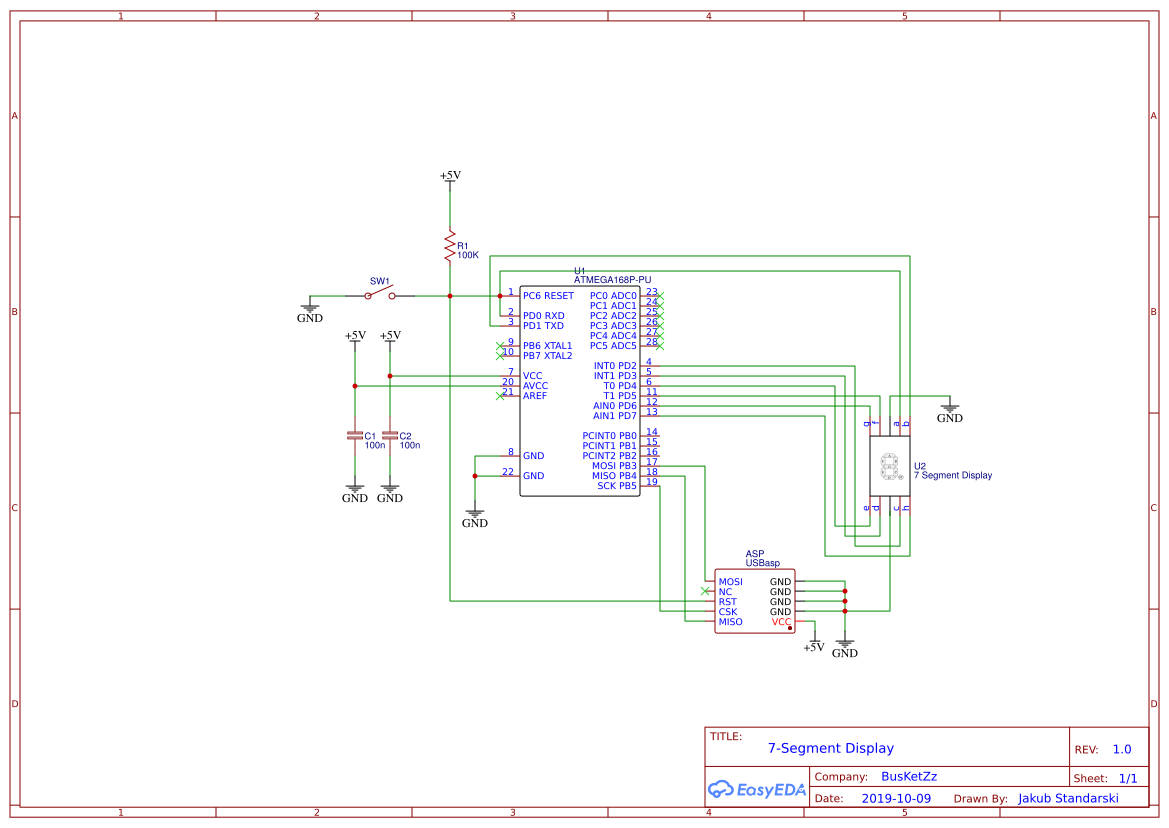 1 2 3 4 5
A A
B B
C C
D D
+5V
R1
100K
SW1
GND
+5V +5V
C1
100n
C2
100n
GND GND
GND
U1
ATMEGA168P-PU
1 PC6 RESET
2 PD0 RXD
3 PD1 TXD
9 PB6 XTAL1
10 PB7 XTAL2
7 VCC
20 AVCC
21 AREF
8 GND
22 GND
PC0 ADC0 23
PC1 ADC1 24
PC2 ADC2 25
PC3 ADC3 26
PC4 ADC4 27
PC5 ADC5 28
INT0 PD2 4
INT1 PD3 5
T0 PD4 6
T1 PD5 11
AIN0 PD6 12
AIN1 PD7 13
PCINT0 PB0 14
PCINT1 PB1 15
PCINT2 PB2 16
MOSI PB3 17
MISO PB4 18
SCK PB5 19
GND
g f a b
U2
7 Segment Display
e d c h
ASP
USBasp
MOSI GND
NC GND
RST GND
CSK GND
MISO VCC
+5V
GND
TITLE:
7-Segment Display
REV: 1.0
EasyEDA
Company: BusKetZz
Sheet: 1/1
Date: 2019-10-09 Drawn By: Jakub Standarski
1 2 3 4 5